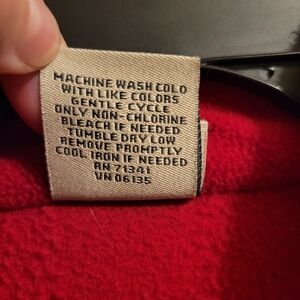 MACHINE WASH COLD
WITH LIKE COLORS
GENTLE CYCLE
ONLY NON-CHLORINE
BLEACH IF NEEDED
TUMBLE DRY LOW
REMOVE PROMPTLY
COOL IRON IF NEEDED
RN 71341
VN 06135